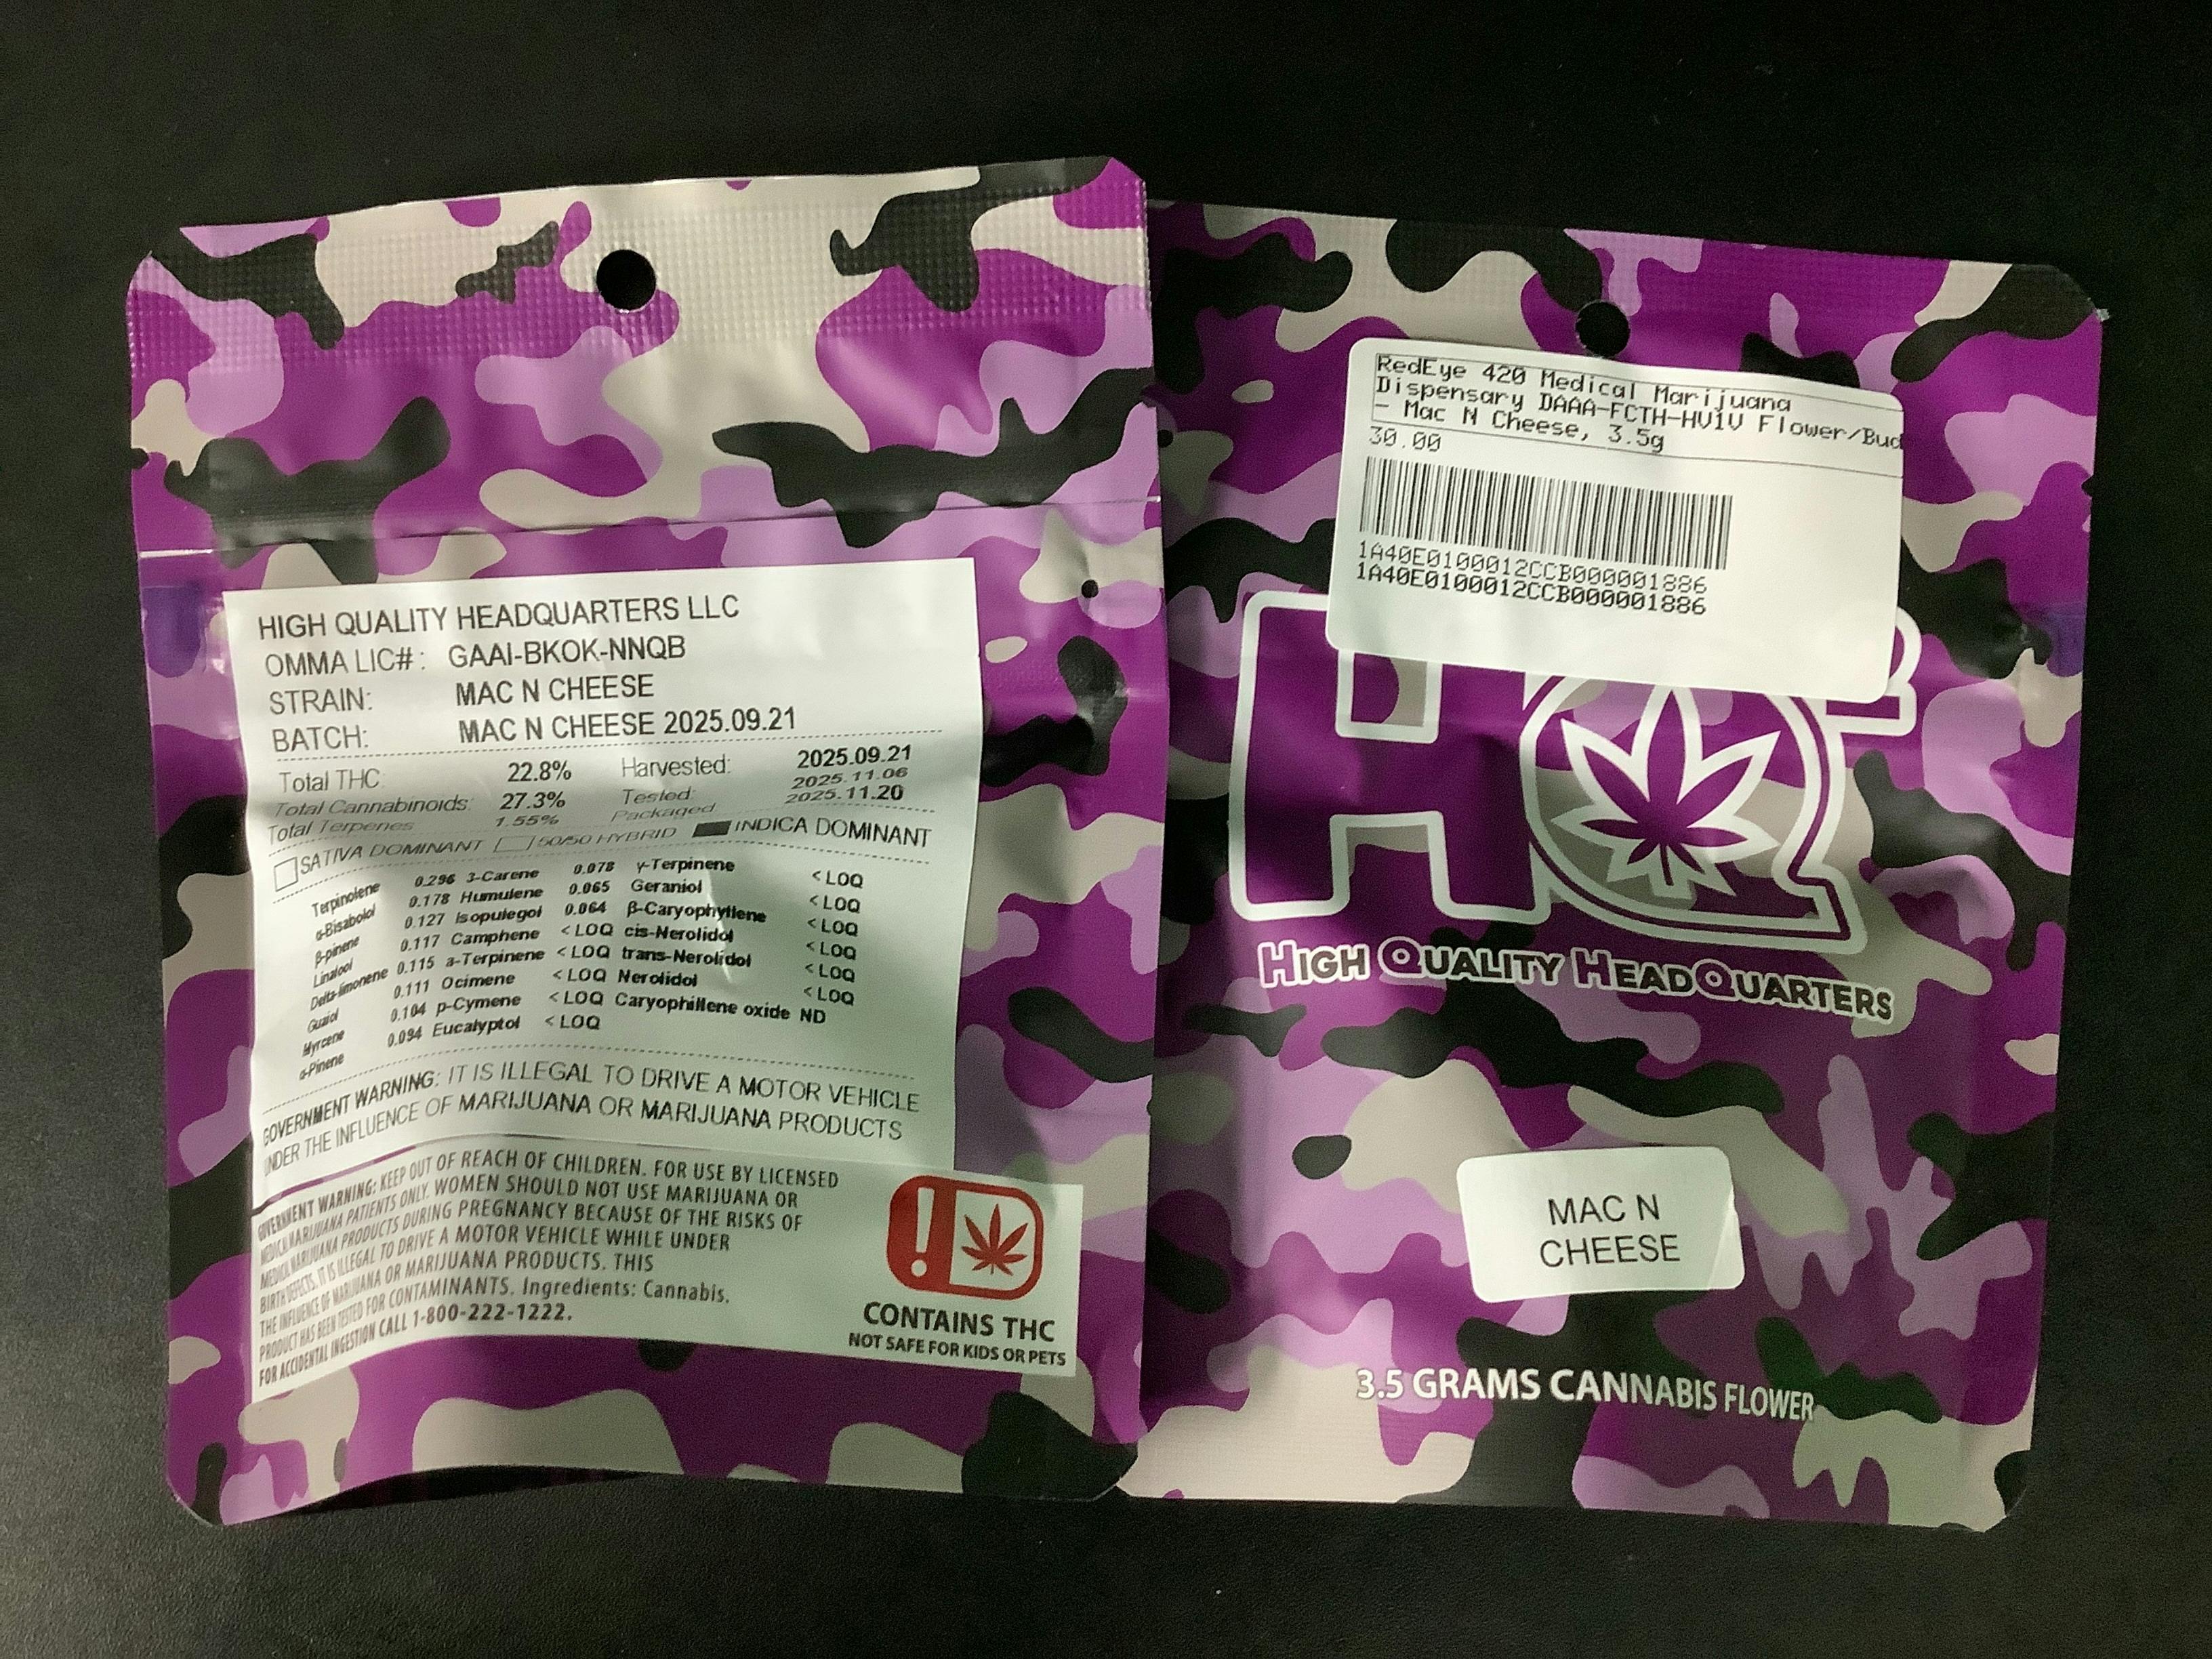 HIGH QUALITY HEADQUARTERS LLC
OMMA LIC#: GAAI-BKOK-NNQB
STRAIN: MAC N CHEESE
BATCH: MAC N CHEESE 2025.09.21
Total THC: 22.8% Harvested: 2025.09.21
Total Cannabinoids: 27.3% Tested: 2025.11.06
Total Terpenes 1.55% Packaged 2025.11.20
SATIVA DOMINANT 50/50 HYBRID INDICA DOMINANT
Terpinolene 0.296 3-Carene 0.078 γ-Terpinene <LOQ
α-Bisabolol 0.178 Humulene 0.065 Geraniol <LOQ
β-pinene 0.127 Isopulegol 0.064 β-Caryophyllene <LOQ
Linalool 0.117 Camphene <LOQ cis-Nerolidol <LOQ
Delta-limonene 0.115 a-Terpinene <LOQ trans-Nerolidol <LOQ
Guaiol 0.111 Ocimene <LOQ Nerolidol <LOQ
Myrcene 0.104 p-Cymene <LOQ Caryophillene oxide ND
α-Pinene 0.094 Eucalyptol <LOQ
GOVERNMENT WARNING: IT IS ILLEGAL TO DRIVE A MOTOR VEHICLE
UNDER THE INFLUENCE OF MARIJUANA OR MARIJUANA PRODUCTS
GOVERNMENT WARNING: KEEP OUT OF REACH OF CHILDREN. FOR USE BY LICENSED
MEDICAL MARIJUANA PATIENTS ONLY. WOMEN SHOULD NOT USE MARIJUANA OR
MEDICAL MARIJUANA PRODUCTS DURING PREGNANCY BECAUSE OF THE RISKS OF
BIRTH DEFECTS. IT IS ILLEGAL TO DRIVE A MOTOR VEHICLE WHILE UNDER
THE INFLUENCE OF MARIJUANA OR MARIJUANA PRODUCTS. THIS
PRODUCT HAS BEEN TESTED FOR CONTAMINANTS. Ingredients: Cannabis.
FOR ACCIDENTAL INGESTION CALL 1-800-222-1222.
!
CONTAINS THC
NOT SAFE FOR KIDS OR PETS
RedEye 420 Medical Marijuana
Dispensary DAAA-FCTH-HV1V Flower/Bud
- Mac N Cheese, 3.5g
30.00
1A40E0100012CCB000001886
1A40E0100012CCB000001886
HQ
HIGH QUALITY HEADQUARTERS
MAC N
CHEESE
3.5 GRAMS CANNABIS FLOWER